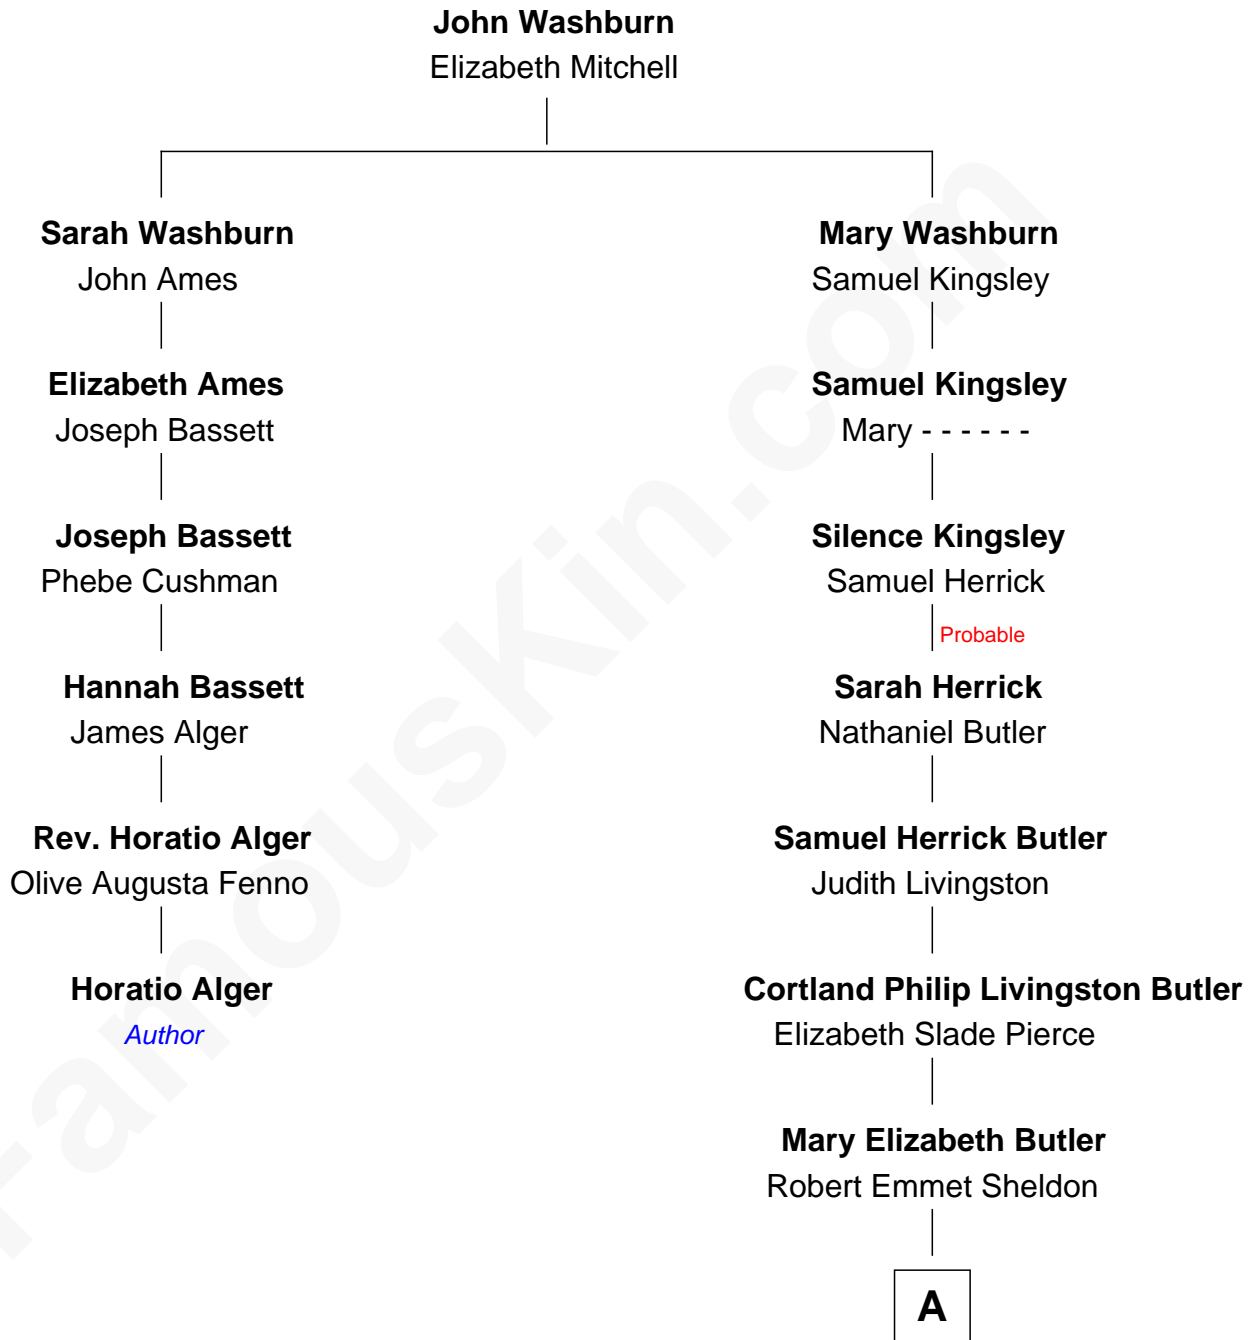 John Washburn
Elizabeth Mitchell
Sarah Washburn
John Ames
Mary Washburn
Samuel Kingsley
Elizabeth Ames
Joseph Bassett
Samuel Kingsley
Mary - - - - - -
Joseph Bassett
Phebe Cushman
Silence Kingsley
Samuel Herrick
Probable
Hannah Bassett
James Alger
Sarah Herrick
Nathaniel Butler
Rev. Horatio Alger
Olive Augusta Fenno
Samuel Herrick Butler
Judith Livingston
Horatio Alger
Author
Cortland Philip Livingston Butler
Elizabeth Slade Pierce
Mary Elizabeth Butler
Robert Emmet Sheldon
A
FamousKin.com